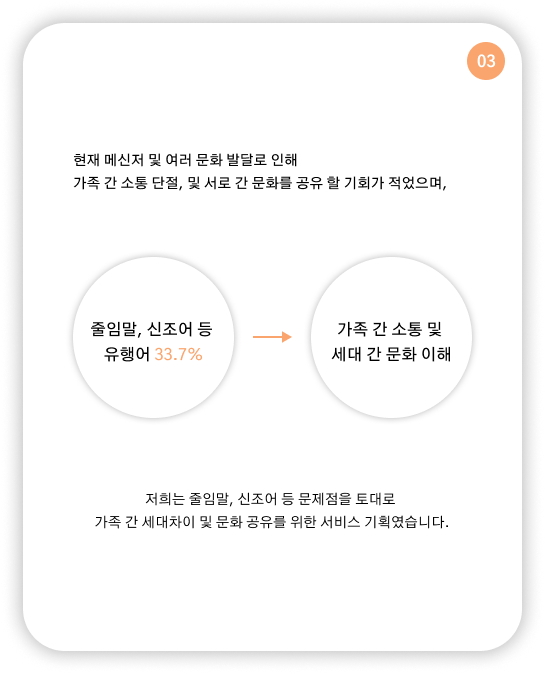 03
현재 메신저 및 여러 문화 발달로 인해
가족 간 소통 단절, 및 서로 간 문화를 공유 할 기회가 적었으며,
줄임말, 신조어 등
유행어 33.7%
가족 간 소통 및
세대 간 문화 이해
저희는 줄임말, 신조어 등 문제점을 토대로
가족 간 세대차이 및 문화 공유를 위한 서비스 기획였습니다.